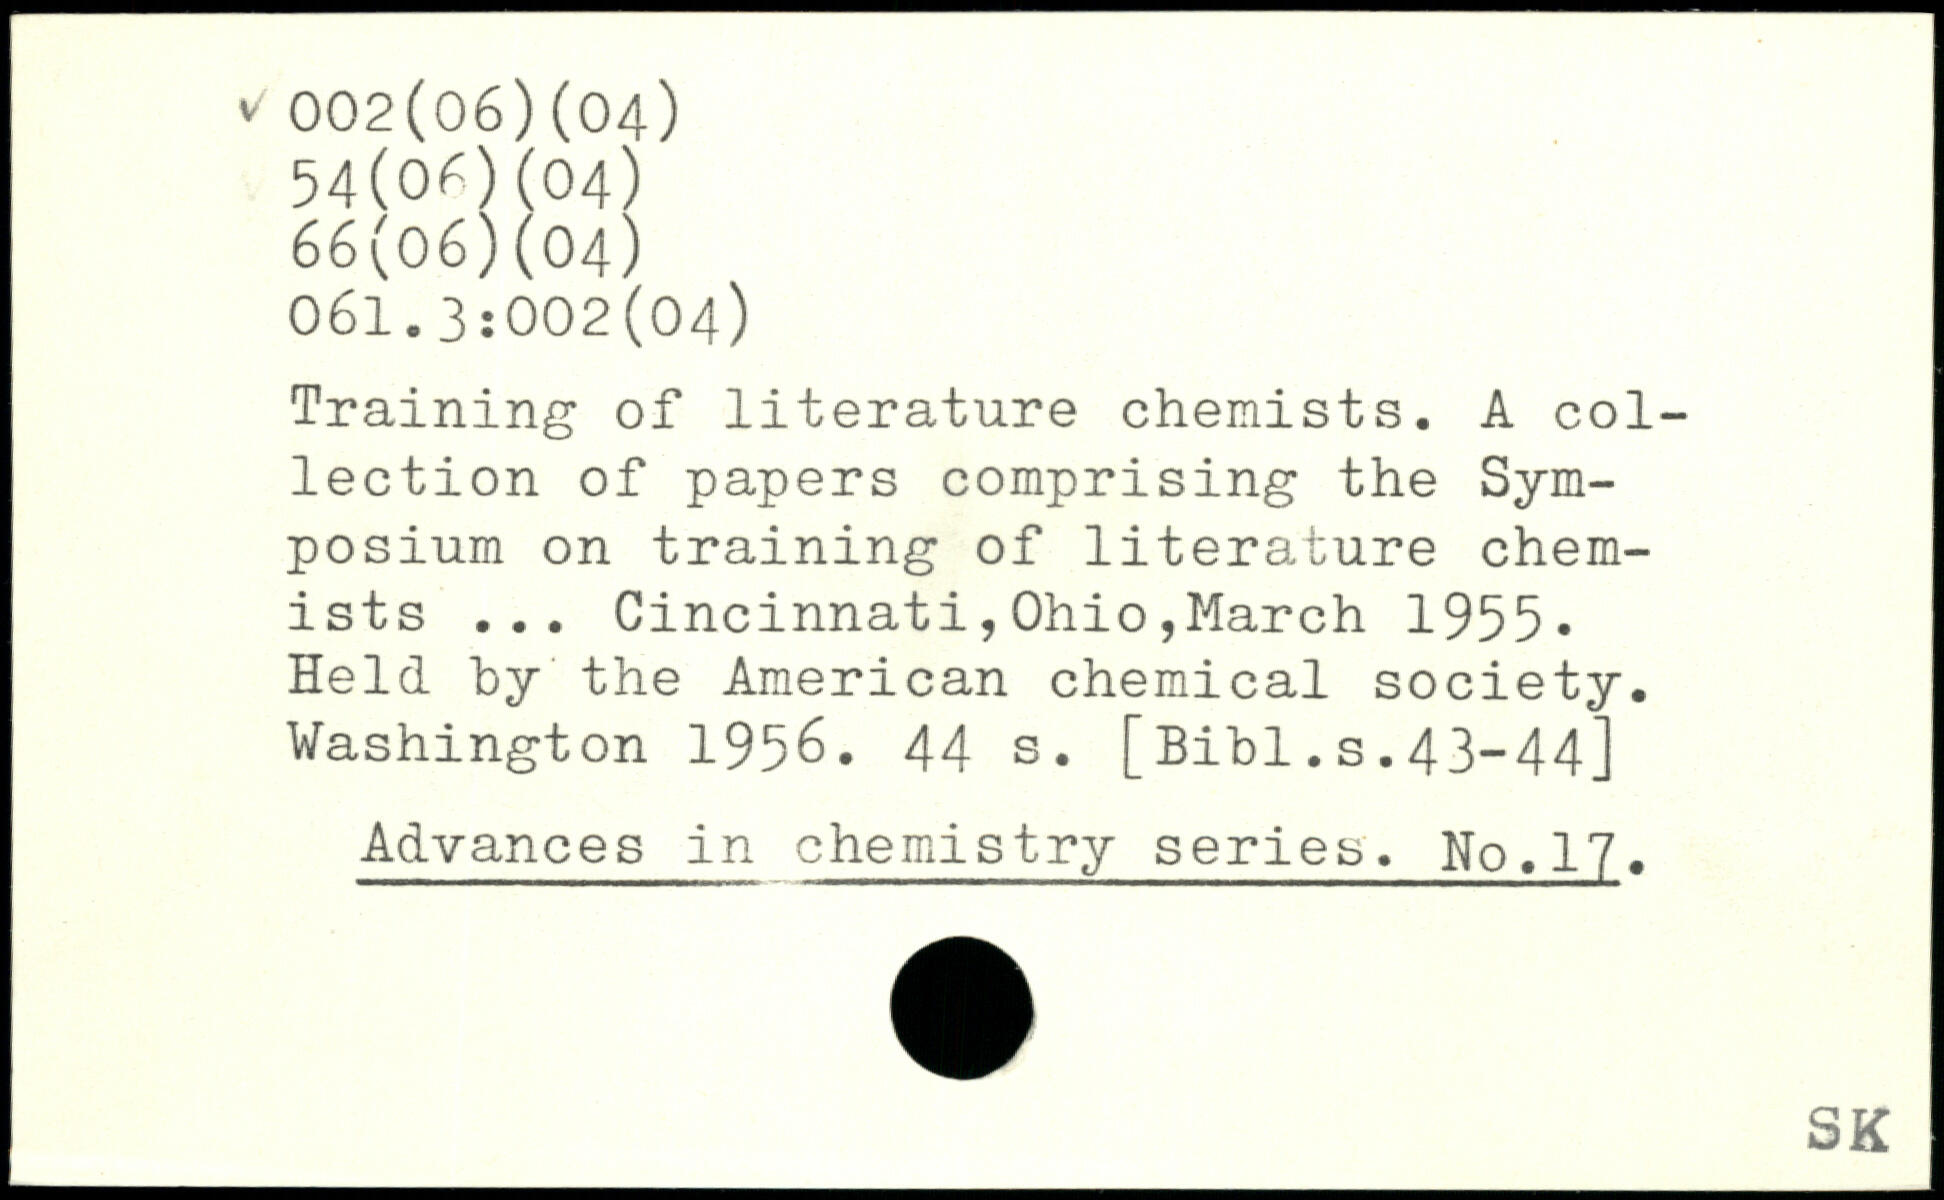 ✓ 002(06)(04)
✓ 54(06)(04)
66(06)(04)
061.3:002(04)
Training of literature chemists. A col-
lection of papers comprising the Sym-
posium on training of literature chem-
ists ... Cincinnati,Ohio,March 1955.
Held by the American chemical society.
Washington 1956. 44 s. [Bibl.s.43-44]
Advances in chemistry series. No.17.
SK